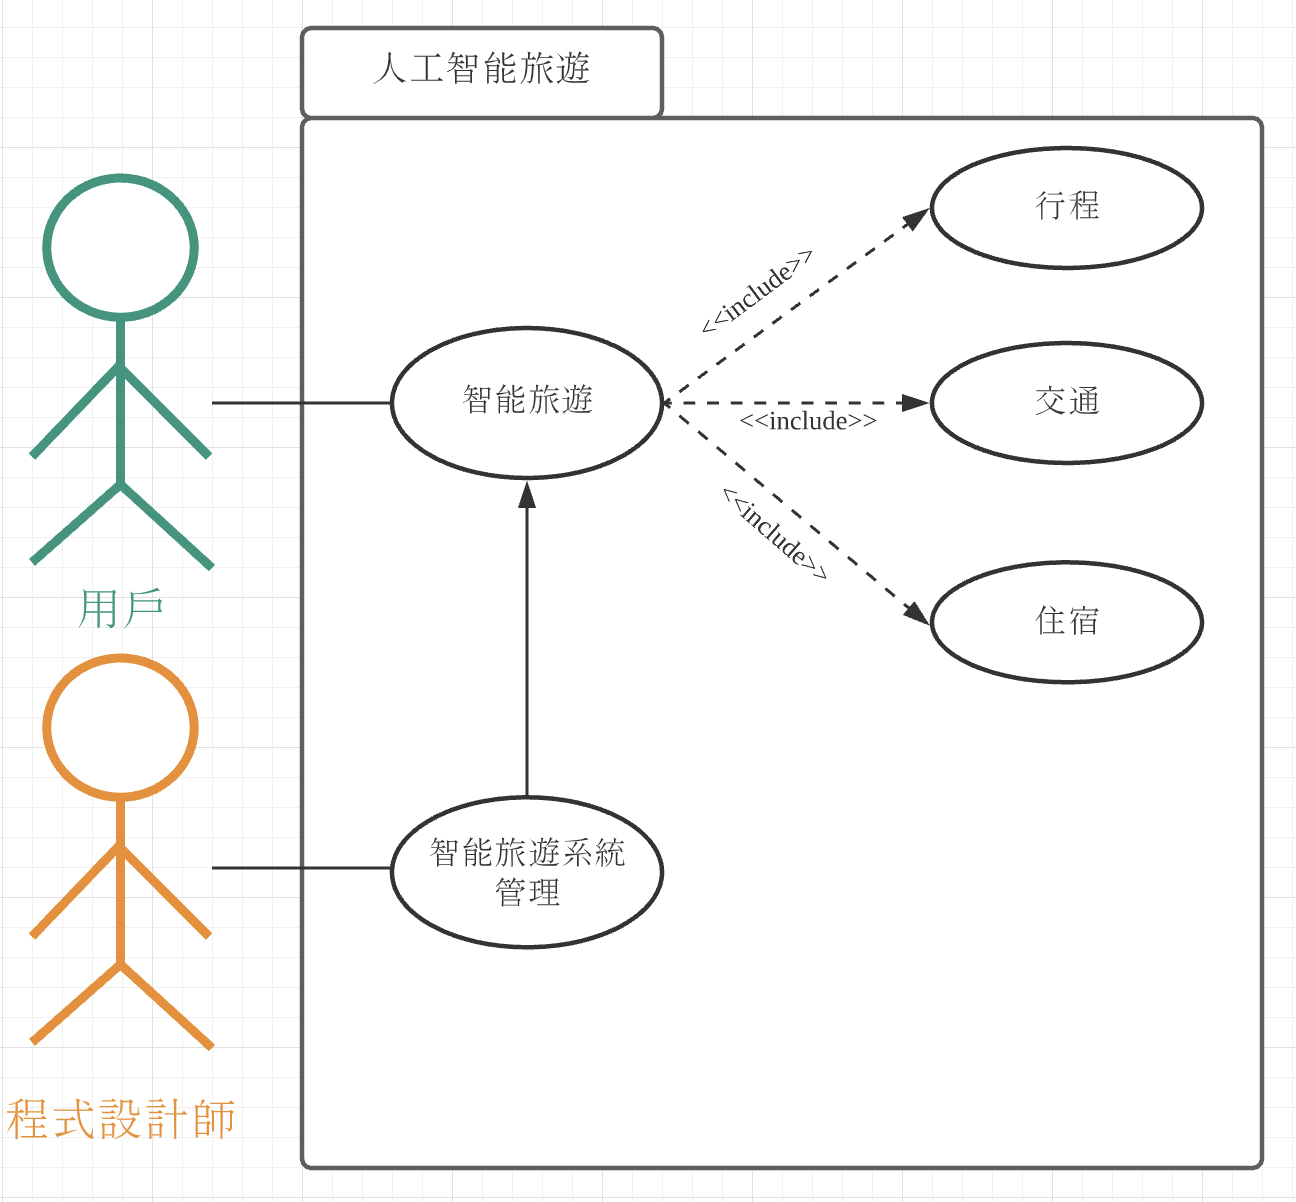 人工智能旅遊
行程
<<include>>
智能旅遊
交通
<<include>>
<<include>>
用戶
住宿
智能旅遊系統
管理
程式設計師